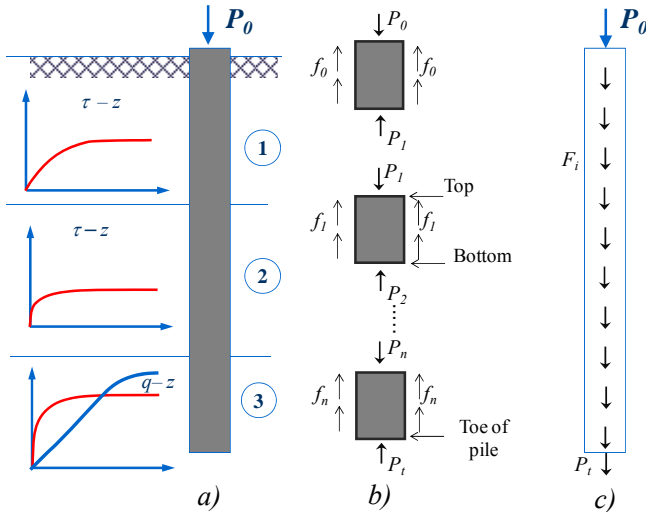 P0
τ – z
1
τ – z
2
q – z
3
a)
P0
f0
f0
P1
P1
Top
f1
f1
Bottom
P2
Pn
fn
fn
Toe of
pile
Pt
b)
P0
Fi
Pt
c)